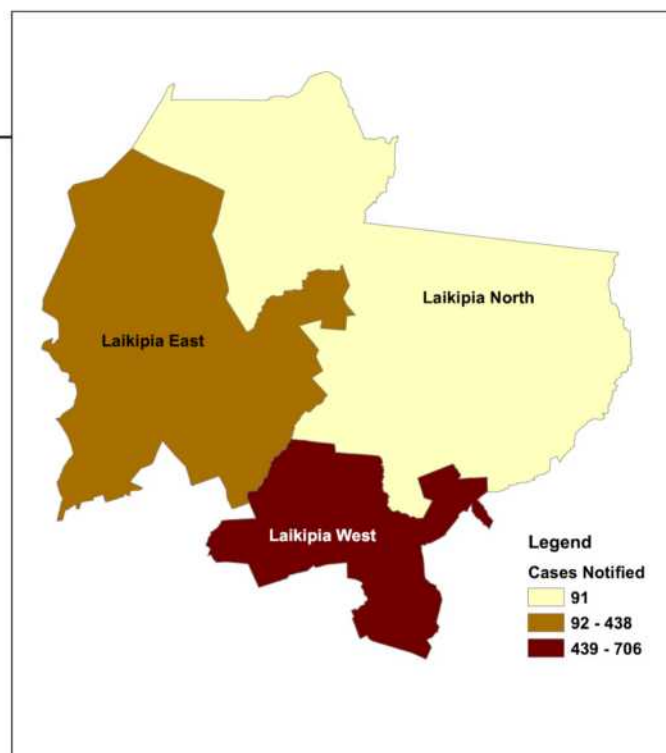 Laikipia North
Laikipia East
Laikipia West
Legend
Cases Notified
91
92 - 438
439 - 706